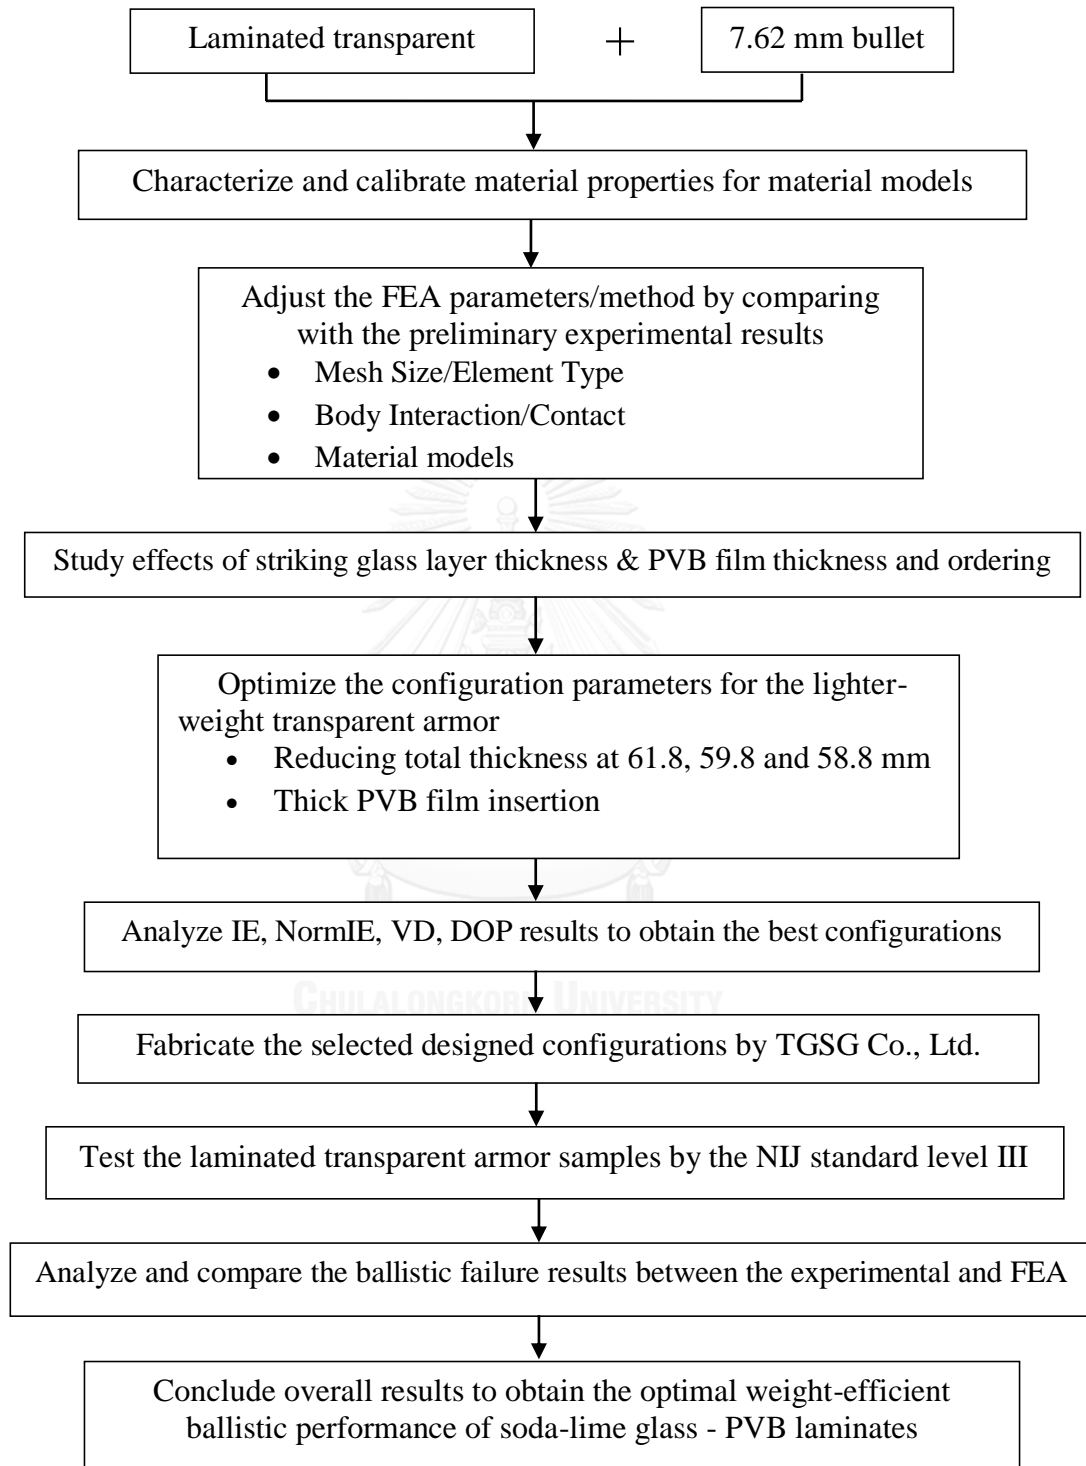 Laminated transparent + 7.62 mm bullet
Characterize and calibrate material properties for material models
Adjust the FEA parameters/method by comparing
with the preliminary experimental results
• Mesh Size/Element Type
• Body Interaction/Contact
• Material models
Study effects of striking glass layer thickness & PVB film thickness and ordering
Optimize the configuration parameters for the lighter-
weight transparent armor
• Reducing total thickness at 61.8, 59.8 and 58.8 mm
• Thick PVB film insertion
Analyze IE, NormIE, VD, DOP results to obtain the best configurations
CHULALONGKORN UNIVERSITY
Fabricate the selected designed configurations by TGSG Co., Ltd.
Test the laminated transparent armor samples by the NIJ standard level III
Analyze and compare the ballistic failure results between the experimental and FEA
Conclude overall results to obtain the optimal weight-efficient
ballistic performance of soda-lime glass - PVB laminates